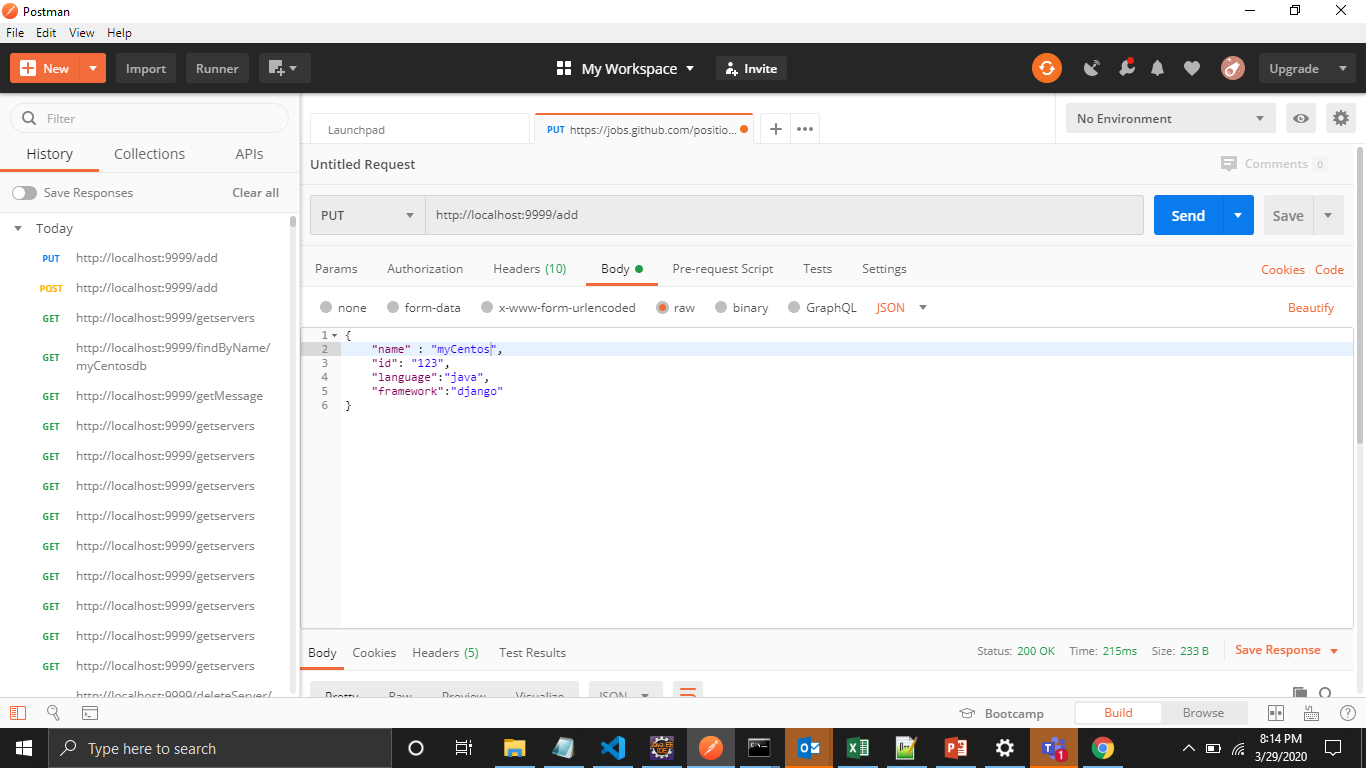 Postman
File Edit View Help
New Import Runner My Workspace Invite Upgrade
Filter
History Collections APIs
Save Responses Clear all
Today
PUT http://localhost:9999/add
POST http://localhost:9999/add
GET http://localhost:9999/getservers
GET http://localhost:9999/findByName/
myCentosdb
GET http://localhost:9999/getMessage
GET http://localhost:9999/getservers
GET http://localhost:9999/getservers
GET http://localhost:9999/getservers
GET http://localhost:9999/getservers
GET http://localhost:9999/getservers
GET http://localhost:9999/getservers
GET http://localhost:9999/getservers
GET http://localhost:9999/getservers
GET http://localhost:9999/getservers
http://localhost:9999/deleteServer/
Launchpad PUT https://jobs.github.com/positio... + ••• No Environment
Untitled Request Comments 0
PUT http://localhost:9999/add Send Save
Params Authorization Headers (10) Body Pre-request Script Tests Settings Cookies Code
none form-data x-www-form-urlencoded raw binary GraphQL JSON Beautify
1 {
2 "name" : "myCentos",
3 "id": "123",
4 "language":"java",
5 "framework":"django"
6 }
Body Cookies Headers (5) Test Results Status: 200 OK Time: 215ms Size: 233 B Save Response
Pretty Raw Preview Visualize JSON
Bootcamp Build Browse ?
Type here to search
1
8:14 PM
3/29/2020